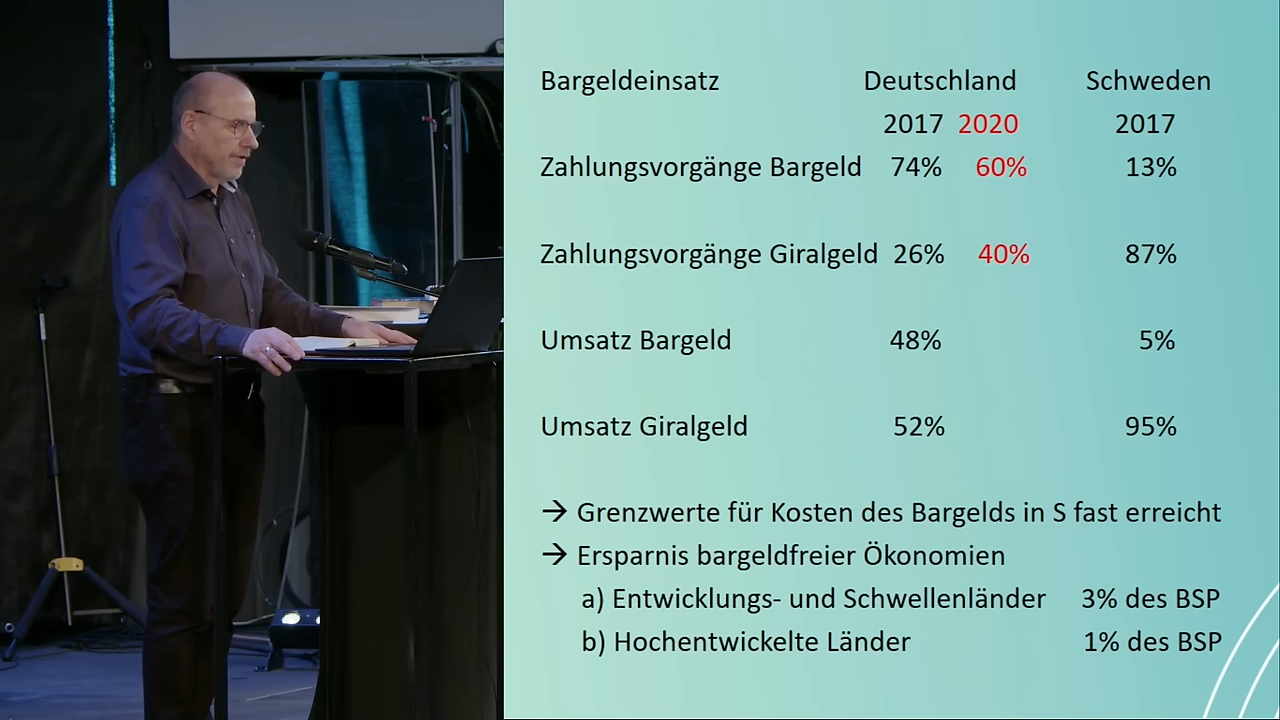 Bargeldeinsatz Deutschland Schweden
2017 2020 2017
Zahlungsvorgänge Bargeld 74% 60% 13%
Zahlungsvorgänge Giralgeld 26% 40% 87%
Umsatz Bargeld 48% 5%
Umsatz Giralgeld 52% 95%
→ Grenzwerte für Kosten des Bargelds in S fast erreicht
→ Ersparnis bargeldfreier Ökonomien
a) Entwicklungs- und Schwellenländer 3% des BSP
b) Hochentwickelte Länder 1% des BSP